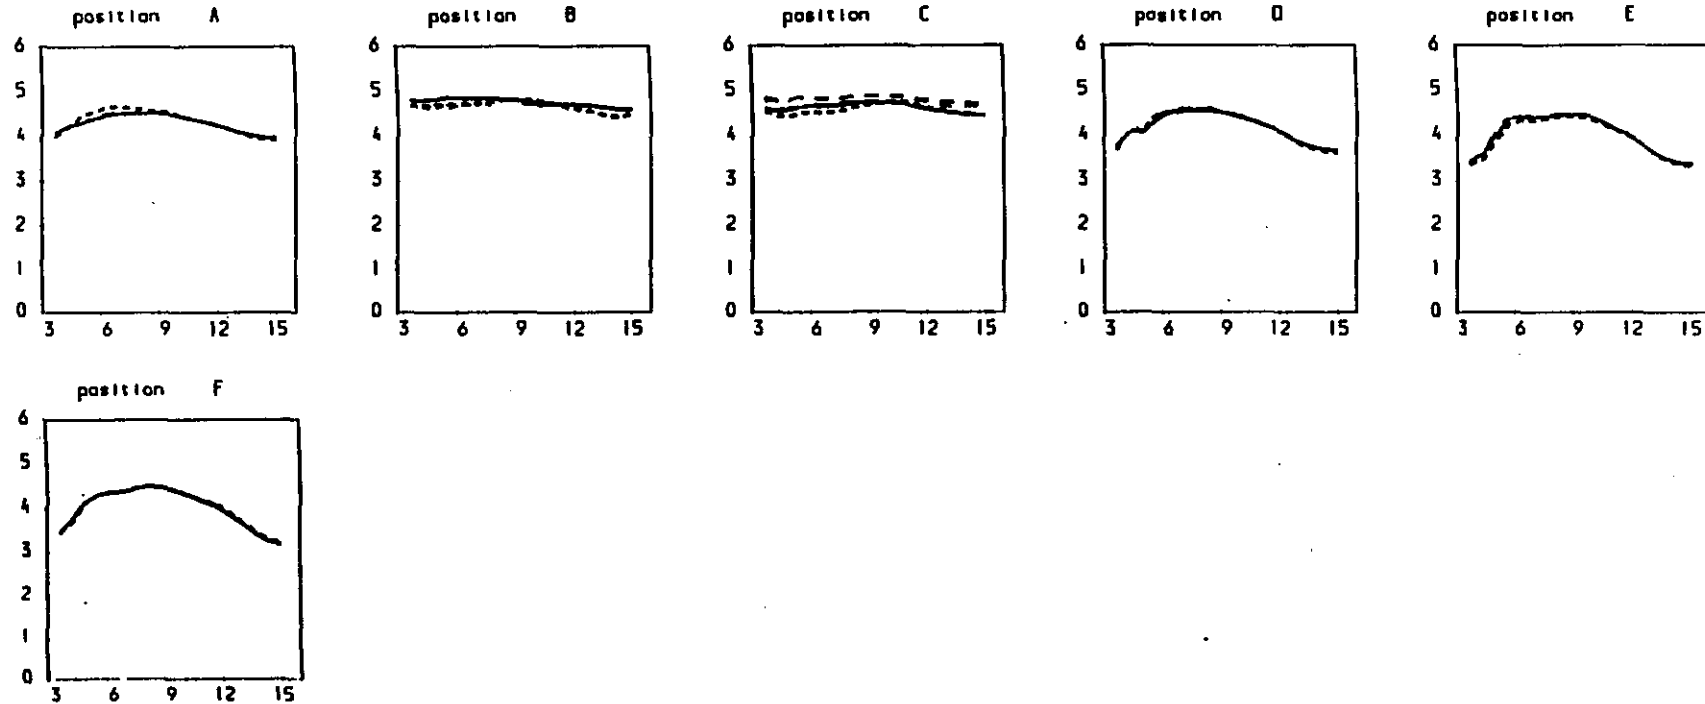 position A
position B
position C
position D
position E
6 6 6 6 6
5 5 5 5 5
4 4 4 4 4
3 3 3 3 3
2 2 2 2 2
1 1 1 1 1
0 0 0 0 0
3 6 9 12 15 3 6 9 12 15 3 6 9 12 15 3 6 9 12 15 3 6 9 12 15
position F
6
5
4
3
2
1
0
3 6 9 12 15